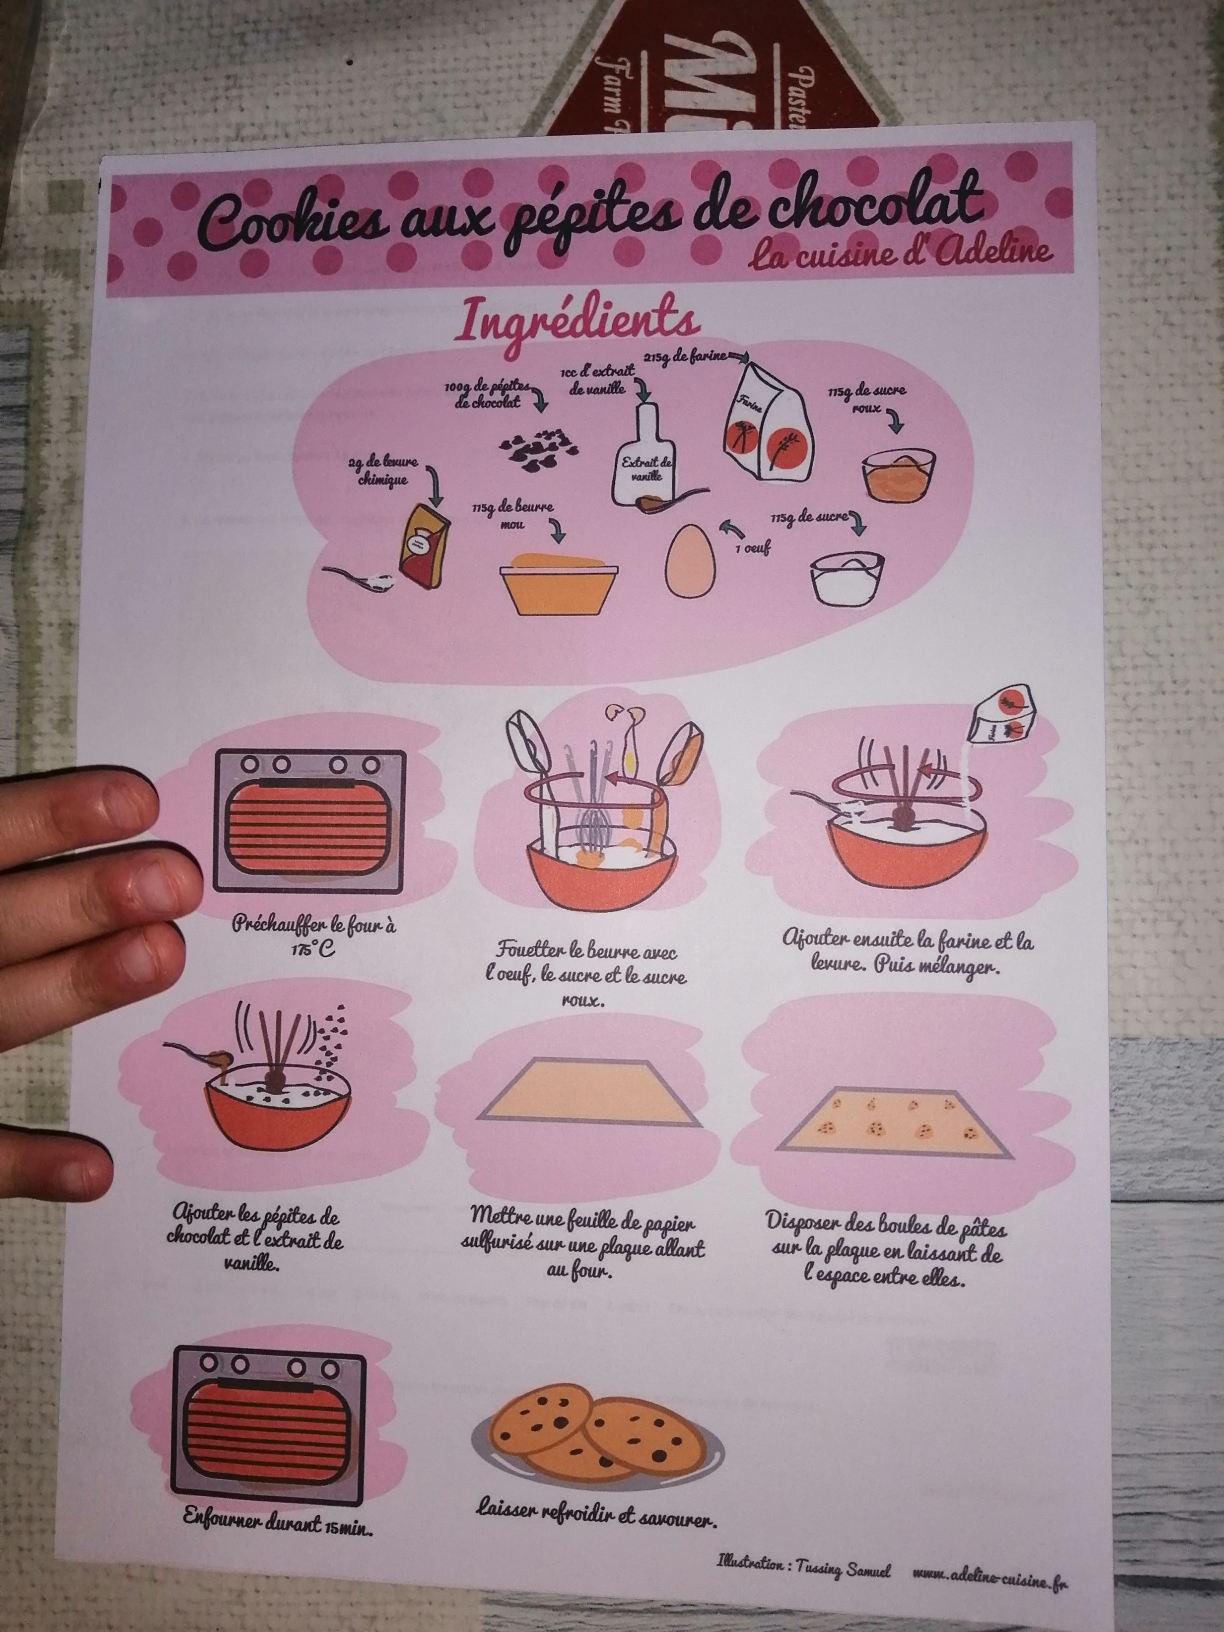 Mi
Farm
Cookies aux pépites de chocolat
la cuisine d'Adeline
Ingrédients
215g de farine
1cc d'extrait
de vanille
100g de pépites
de chocolat
115g de sucre
roux
Farine
Extrait de
vanille
2g de levure
chimique
115g de beurre
mou
115g de sucre
1 oeuf
Farine
Préchauffer le four à
175°C
Fouetter le beurre avec
l'oeuf, le sucre et le sucre
roux.
Ajouter ensuite la farine et la
levure. Puis mélanger.
Ajouter les pépites de
chocolat et l'extrait de
vanille.
Mettre une feuille de papier
sulfurisé sur une plaque allant
au four.
Disposer des boules de pâtes
sur la plaque en laissant de
l'espace entre elles.
Enfourner durant 15min.
Laisser refroidir et savourer.
Illustration : Tussing Samuel www.adeline-cuisine.fr